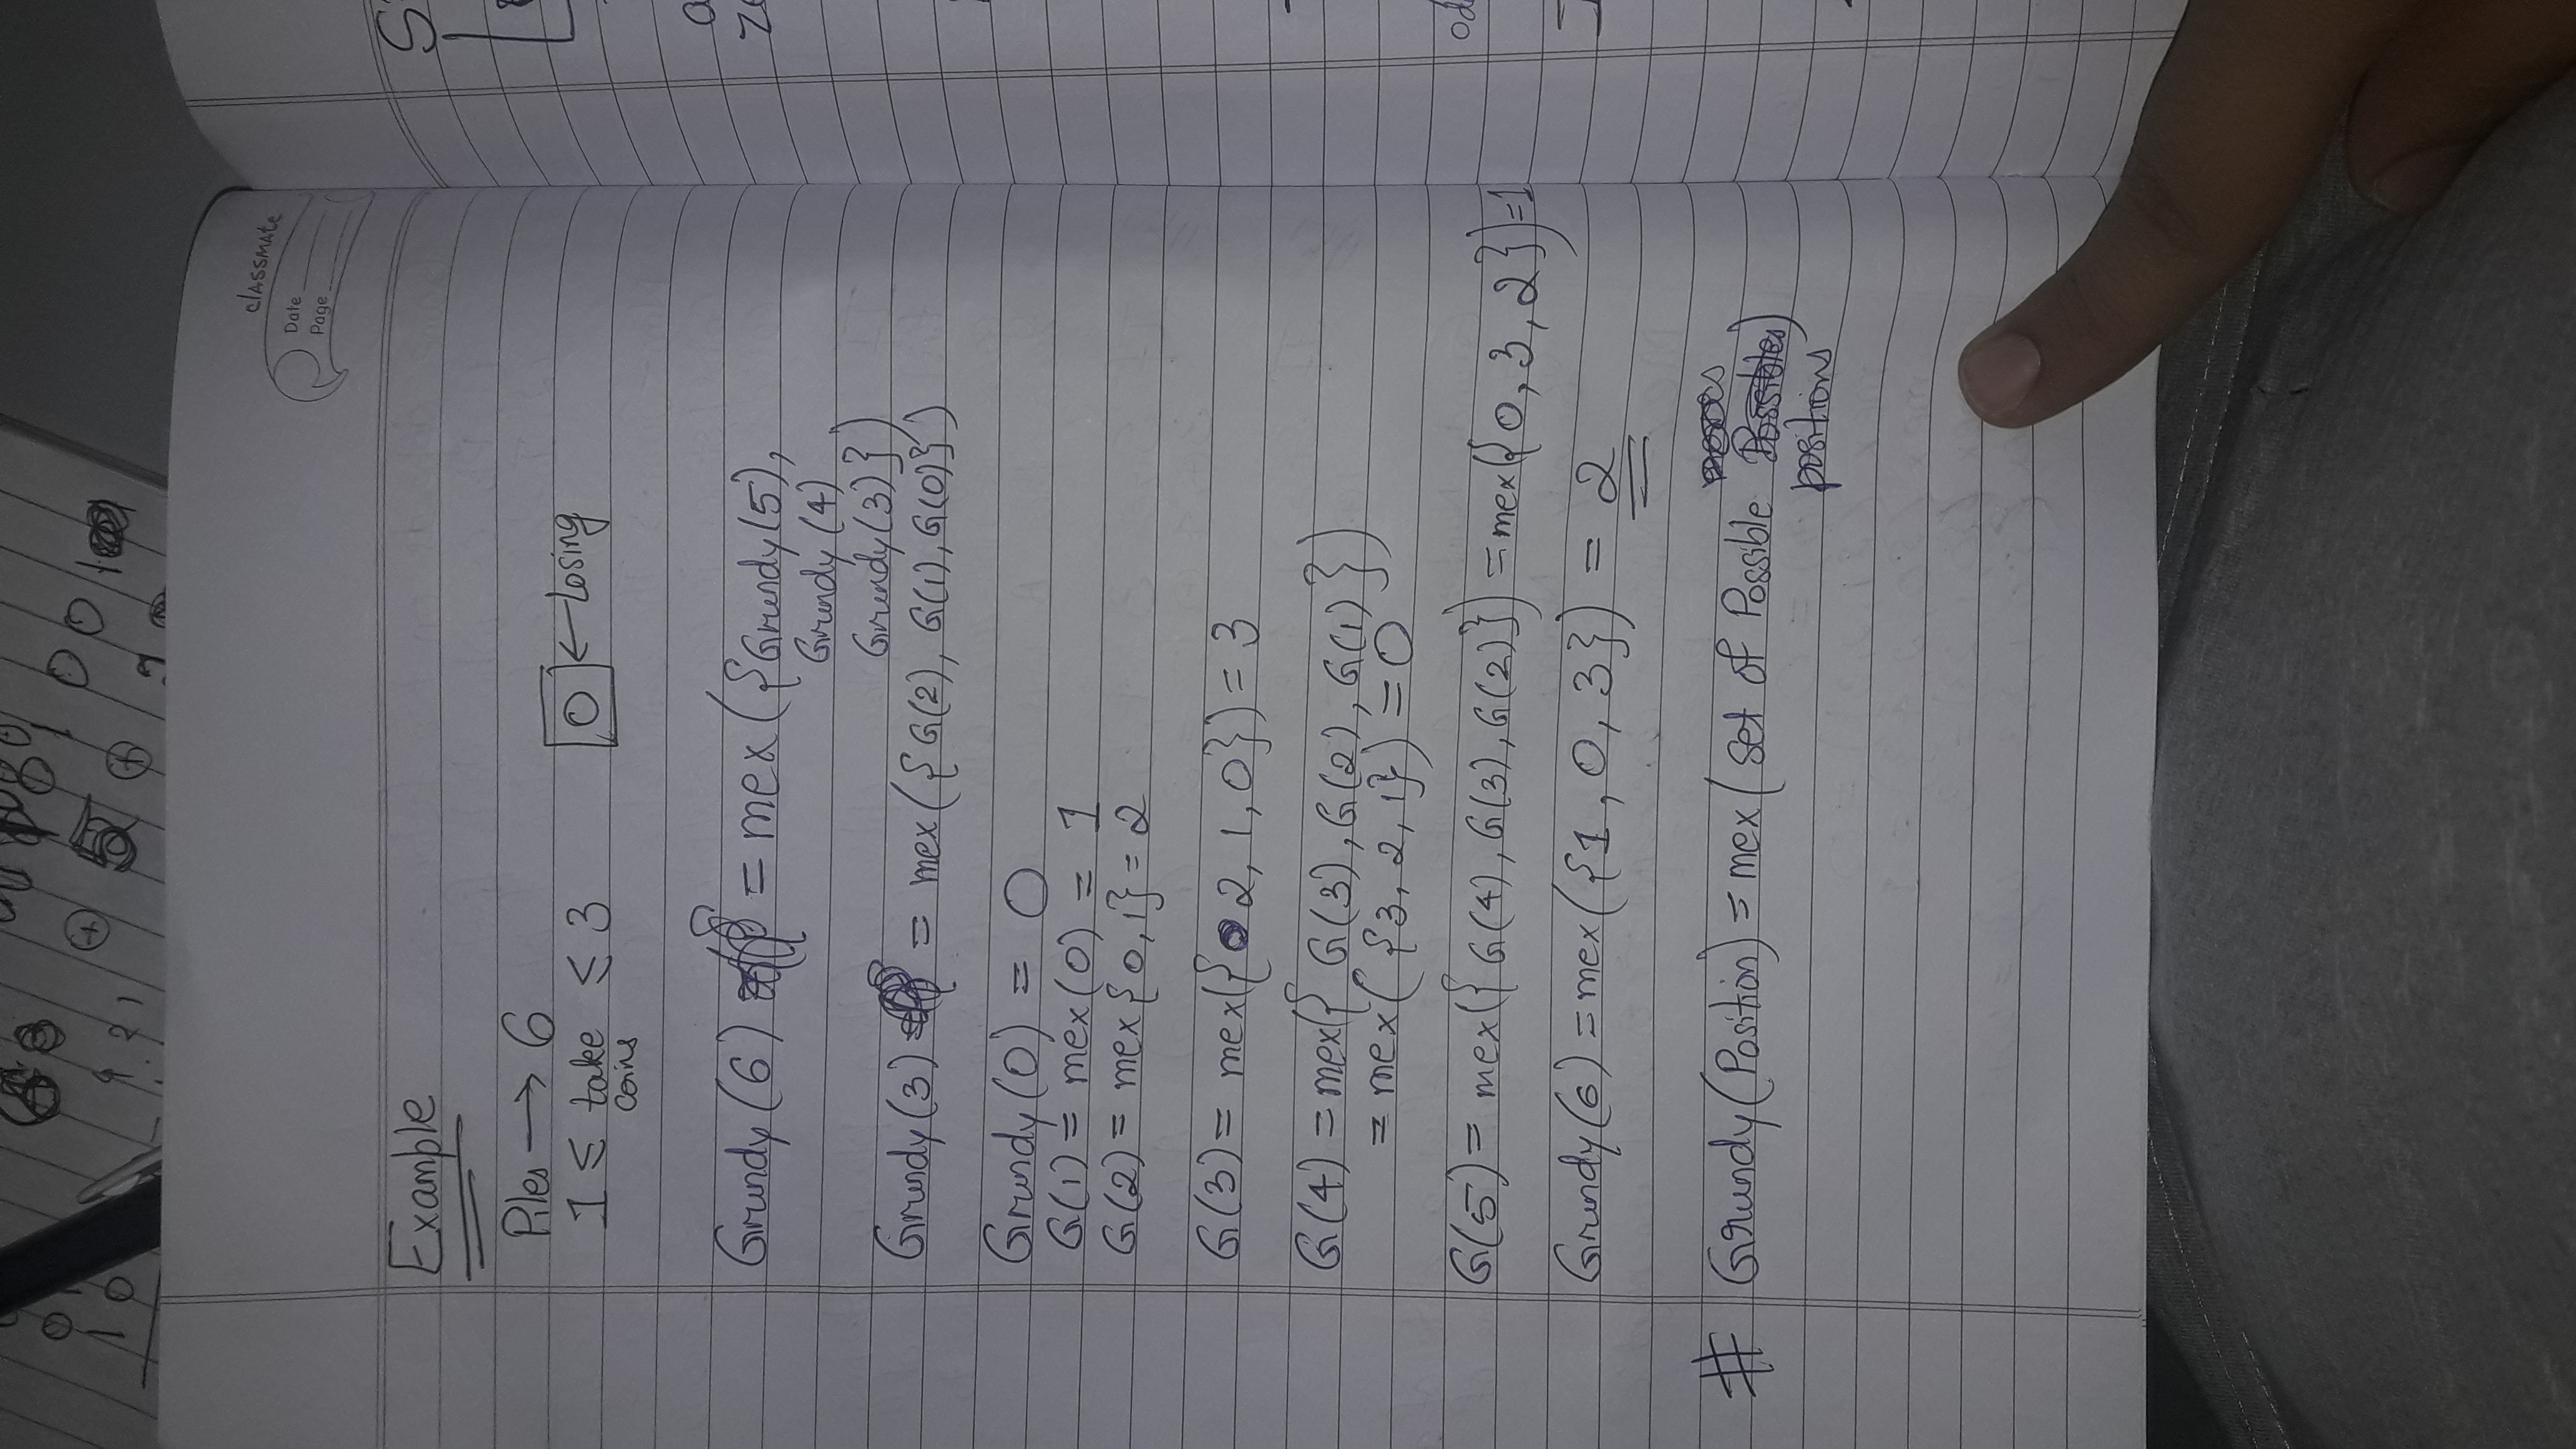 classmate
Date
Page
Example
Piles → 6
1 ≤ take ≤ 3
coins
0 ← Losing
Grundy(6) = mex({Grundy(5),
Grundy(4)
Grundy(3)})
Grundy(3) = mex({G(2), G(1), G(0)})
Grundy(0) = 0
G(1) = mex(0) = 1
G(2) = mex{0,1} = 2
G(3) = mex({2, 1, 0}) = 3
G(4) = mex({G(3), G(2), G(1)})
= mex({3, 2, 1}) = 0
G(5) = mex({G(4), G(3), G(2)}) = mex({0, 3, 2}) = 1
Grundy(6) = mex({1, 0, 3}) = 2
# Grundy(Position) = mex(set of Possible )
positions